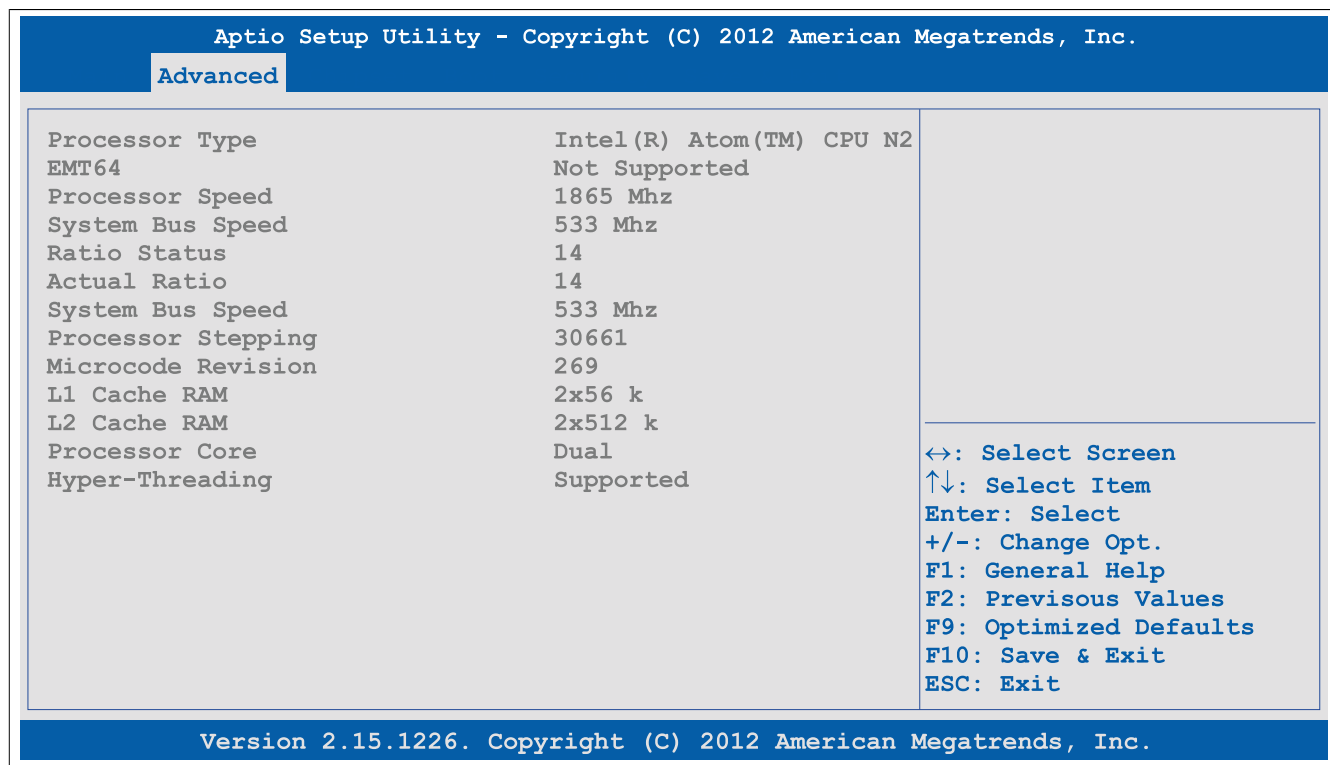 Aptio Setup Utility - Copyright (C) 2012 American Megatrends, Inc.
Advanced
Processor Type Intel(R) Atom(TM) CPU N2
EMT64 Not Supported
Processor Speed 1865 Mhz
System Bus Speed 533 Mhz
Ratio Status 14
Actual Ratio 14
System Bus Speed 533 Mhz
Processor Stepping 30661
Microcode Revision 269
L1 Cache RAM 2x56 k
L2 Cache RAM 2x512 k
Processor Core Dual
Hyper-Threading Supported
↔: Select Screen
↑↓: Select Item
Enter: Select
+/-: Change Opt.
F1: General Help
F2: Previsous Values
F9: Optimized Defaults
F10: Save & Exit
ESC: Exit
Version 2.15.1226. Copyright (C) 2012 American Megatrends, Inc.